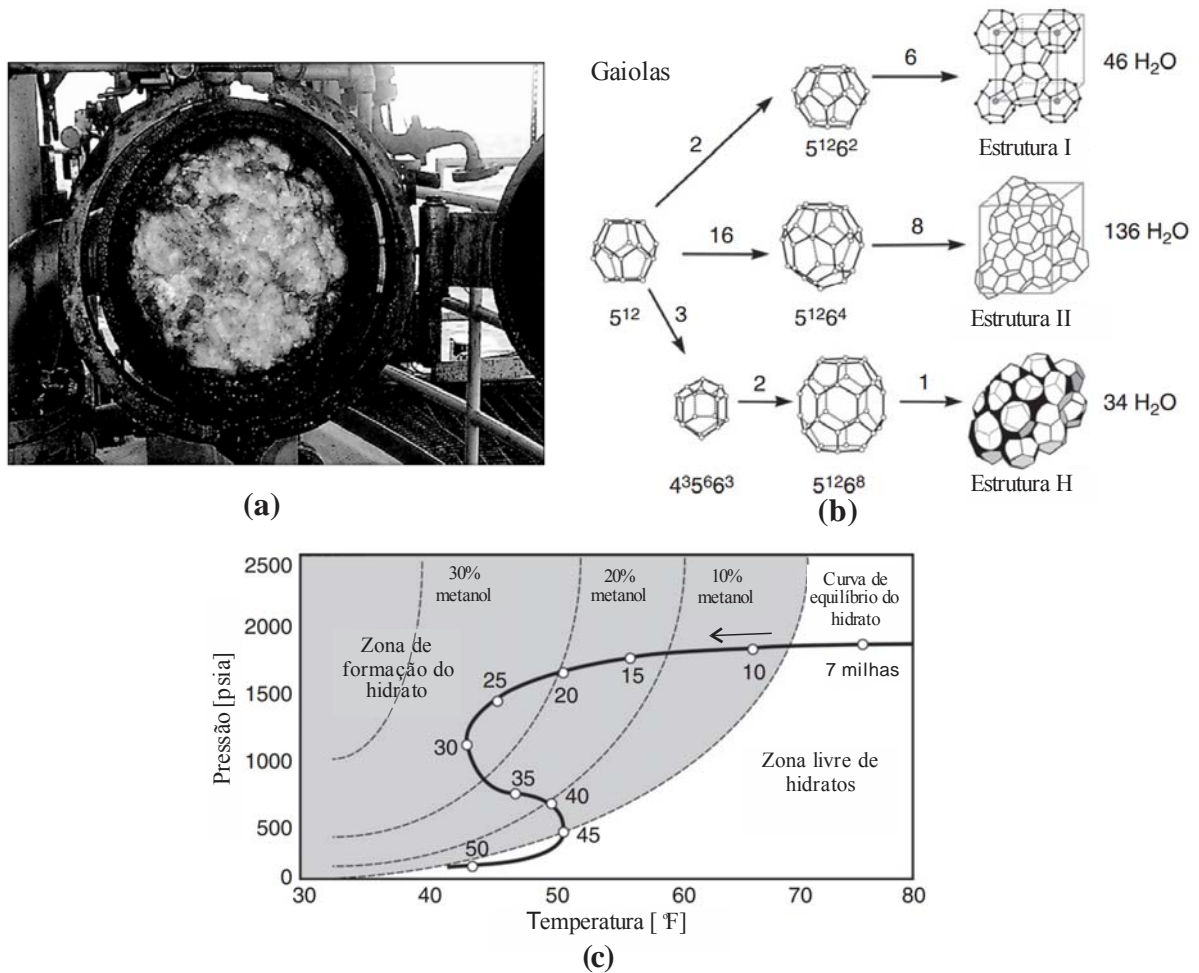 Gaiolas
6
46 H₂O
2
5¹²6²
Estrutura I
16
8
136 H₂O
5¹²
5¹²6⁴
Estrutura II
3
2
1
34 H₂O
4³5⁶6³
5¹²6⁸
Estrutura H
(a)
(b)
2500
2000
1500
1000
500
0
Pressão [psia]
30% metanol
20% metanol
10% metanol
Curva de
equilíbrio do
hidrato
Zona de
formação do
hidrato
25
20
15
10
7 milhas
30
35
40
45
50
Zona livre de
hidratos
30
40
50
60
70
80
Temperatura [ °F]
(c)